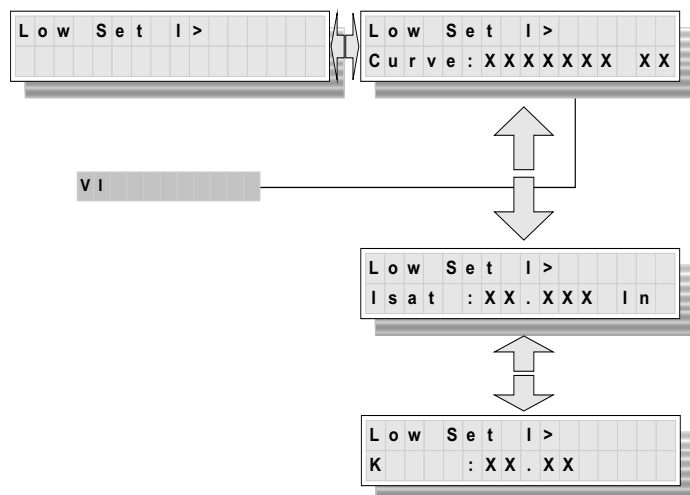 Low Set I>
Low Set I>
Curve:XXXXXXX XX
VI
Low Set I>
Isat :XX.XXX In
Low Set I>
K :XX.XX